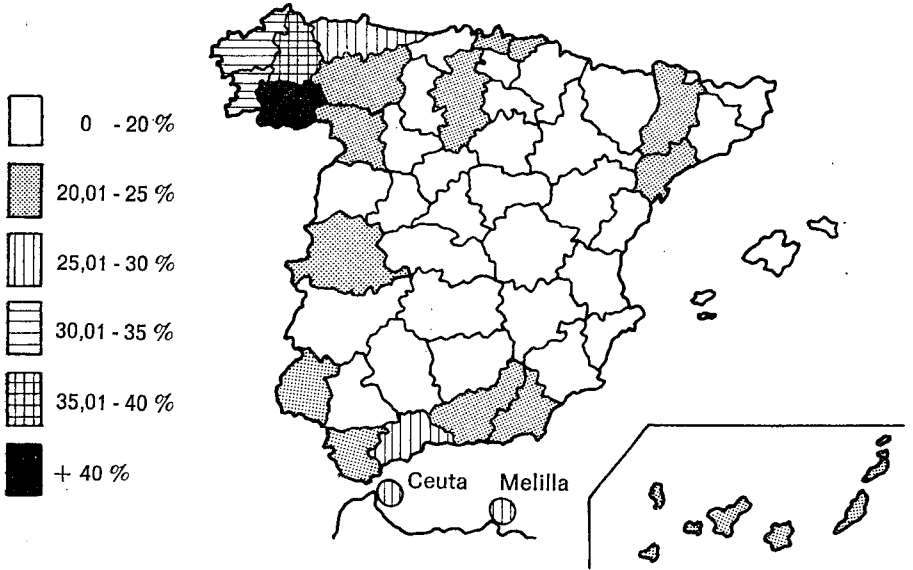 0 - 20 %
20,01 - 25 %
25,01 - 30 %
30,01 - 35 %
35,01 - 40 %
+ 40 %
Ceuta
Melilla